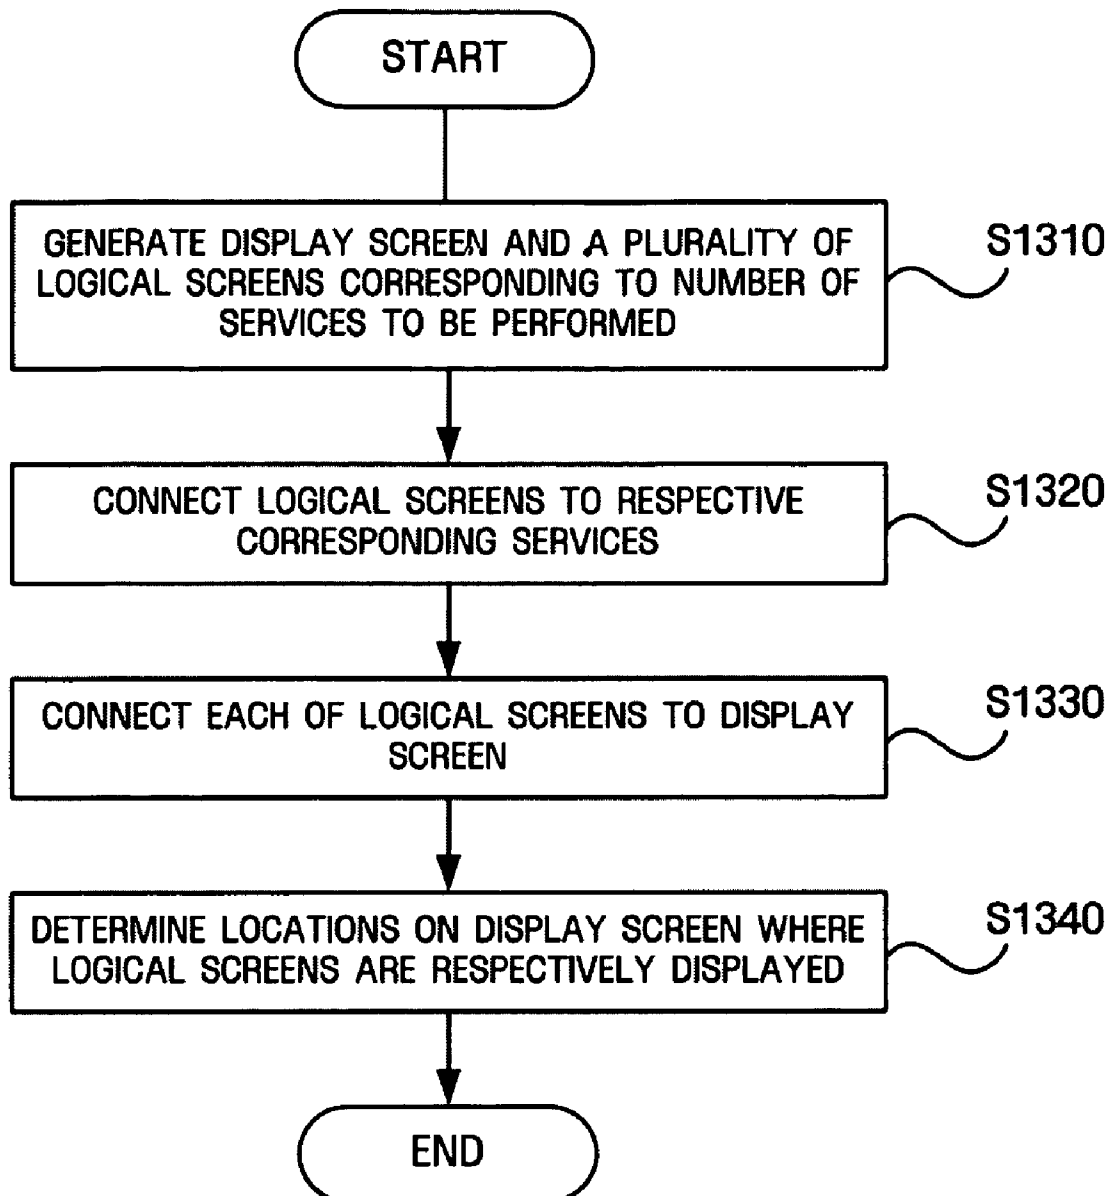 START
GENERATE DISPLAY SCREEN AND A PLURALITY OF
LOGICAL SCREENS CORRESPONDING TO NUMBER OF
SERVICES TO BE PERFORMED
S1310
CONNECT LOGICAL SCREENS TO RESPECTIVE
CORRESPONDING SERVICES
S1320
CONNECT EACH OF LOGICAL SCREENS TO DISPLAY
SCREEN
S1330
DETERMINE LOCATIONS ON DISPLAY SCREEN WHERE
LOGICAL SCREENS ARE RESPECTIVELY DISPLAYED
S1340
END